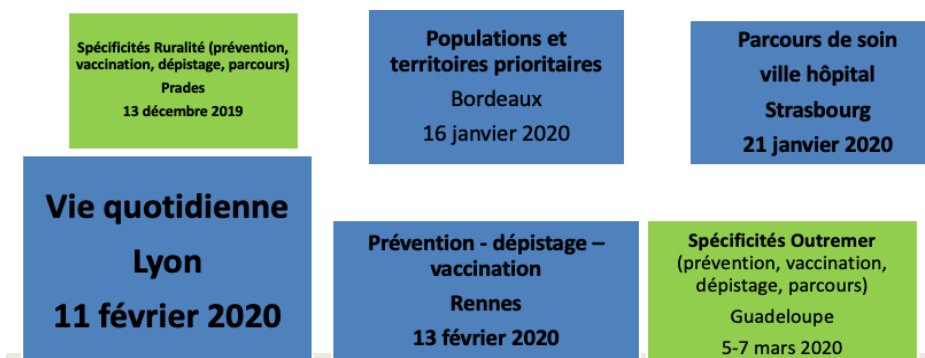 Spécificités Ruralité (prévention,
vaccination, dépistage, parcours)
Prades
13 décembre 2019
Populations et
territoires prioritaires
Bordeaux
16 janvier 2020
Parcours de soin
ville hôpital
Strasbourg
21 janvier 2020
Vie quotidienne
Lyon
11 février 2020
Prévention - dépistage –
vaccination
Rennes
13 février 2020
Spécificités Outremer
(prévention, vaccination,
dépistage, parcours)
Guadeloupe
5-7 mars 2020